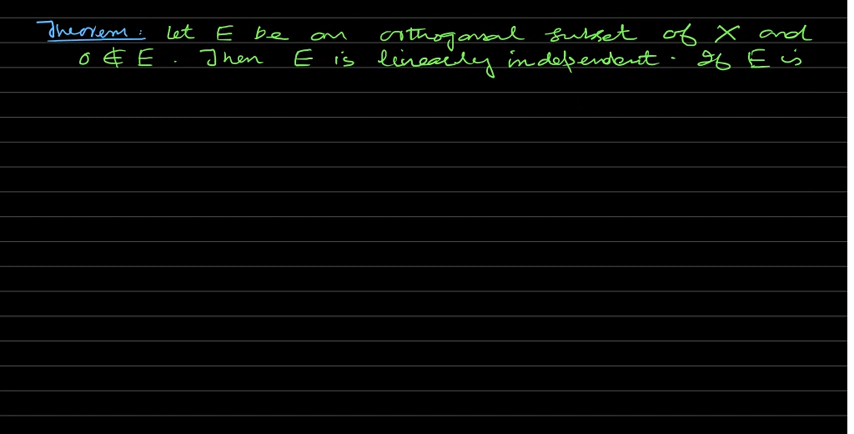 Theorem: Let E be an orthogonal subset of X and
0 ∉ E. Then E is linearly independent. If E is